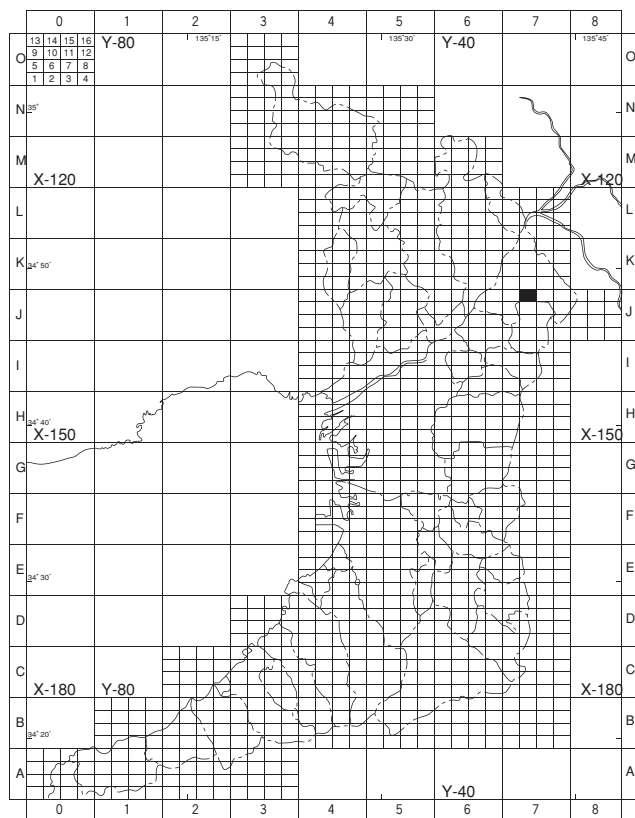 0 1 2 3 4 5 6 7 8
13 14 15 16 Y-80 135°15′ 135°30′ Y-40 135°45′
O 9 10 11 12 O
5 6 7 8
1 2 3 4
N 35° N
M M
X-120 X-120
L L
K 34°50′ K
J J
I I
H 34°40′ H
X-150 X-150
G G
F F
E 34°30′ E
D D
C C
X-180 Y-80 X-180
B 34°20′ B
A A
Y-40
0 1 2 3 4 5 6 7 8